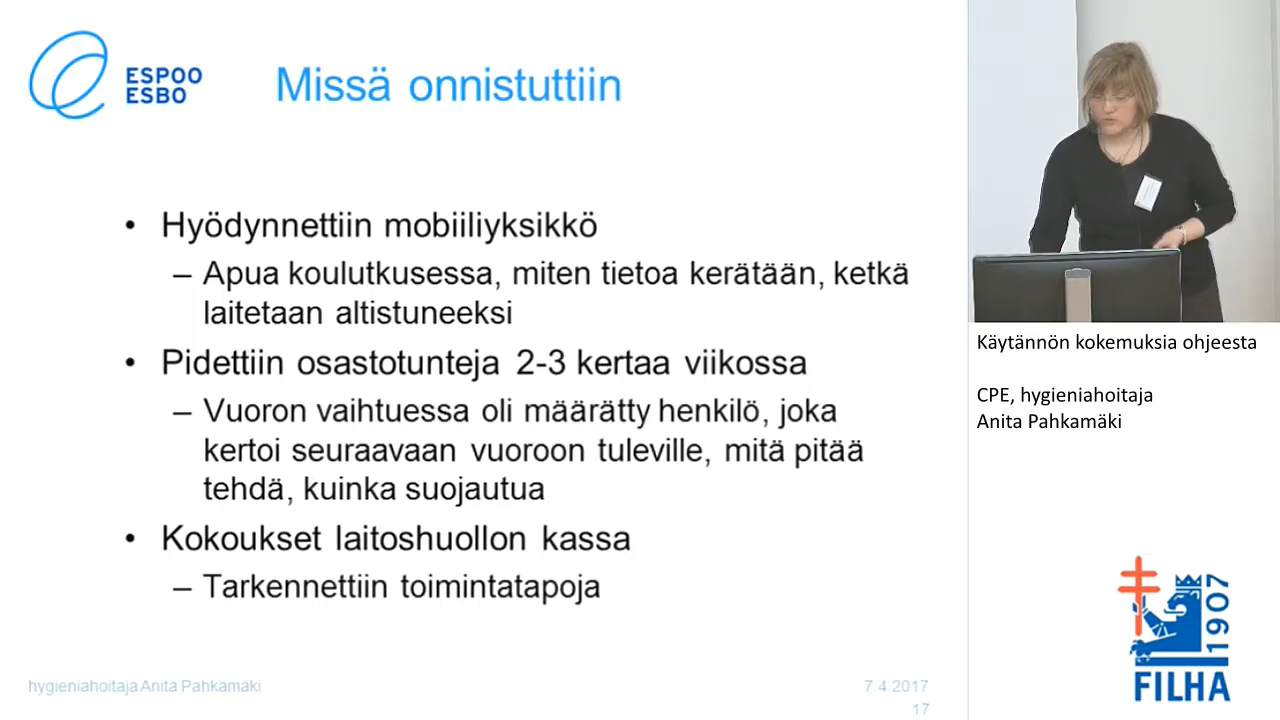 ESPOO
ESBO
Missä onnistuttiin
• Hyödynnettiin mobiiliyksikkö
– Apua koulutkusessa, miten tietoa kerätään, ketkä
laitetaan altistuneeksi
• Pidettiin osastotunteja 2-3 kertaa viikossa
– Vuoron vaihtuessa oli määrätty henkilö, joka
kertoi seuraavaan vuoroon tuleville, mitä pitää
tehdä, kuinka suojautua
• Kokoukset laitoshuollon kassa
– Tarkennettiin toimintatapoja
hygieniahoitaja Anita Pahkamäki
7.4.2017
17
Käytännön kokemuksia ohjeesta
CPE, hygieniahoitaja
Anita Pahkamäki
1907
FILHA